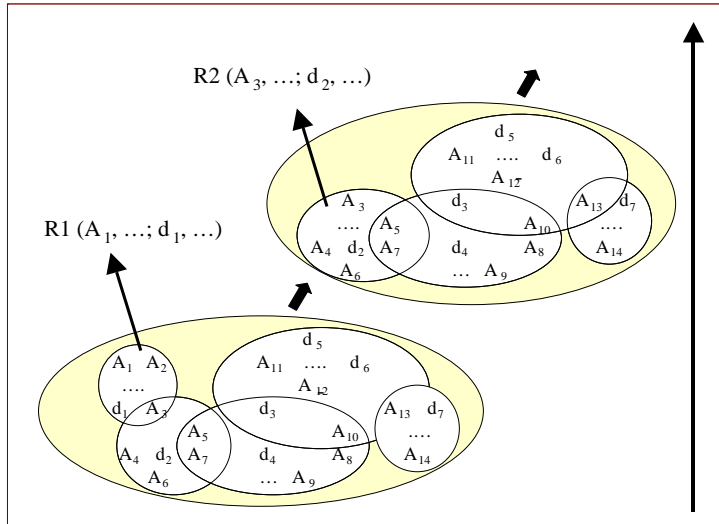 R2 (A3, …; d2, …)
d5
A11 …. d6
A12
A3
….
A4 d2
A6
A5
A7
d3
A10
d4 A8
… A9
A13 d7
….
A14
R1 (A1, …; d1, …)
A1 A2
….
d1 A3
A4 d2
A6
A5
A7
d5
A11 …. d6
A12
d3
A10
d4 A8
… A9
A13 d7
….
A14